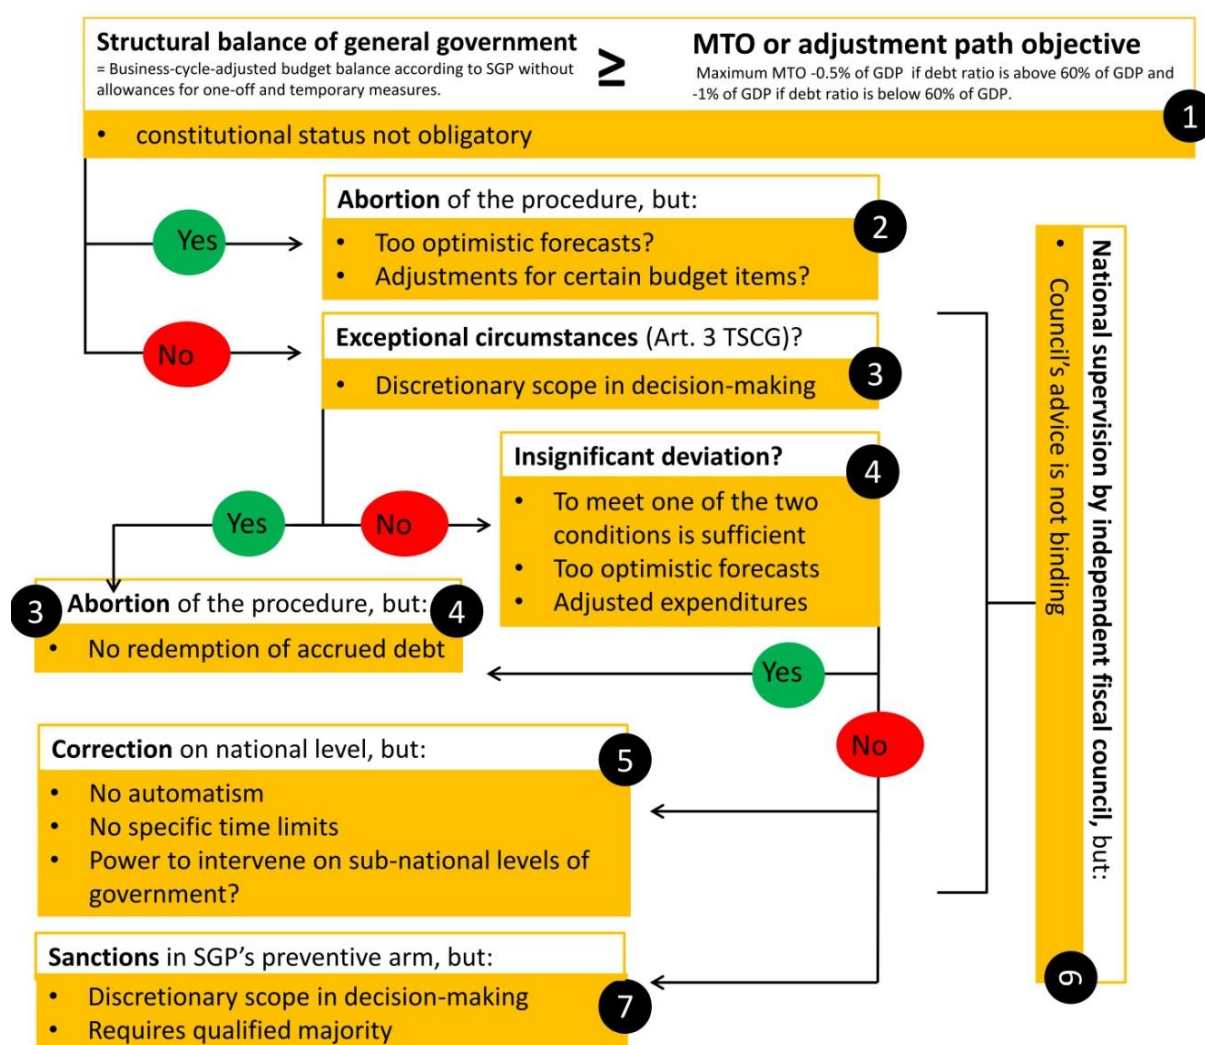 Structural balance of general government
= Business-cycle-adjusted budget balance according to SGP without
allowances for one-off and temporary measures.
≥
MTO or adjustment path objective
Maximum MTO -0.5% of GDP if debt ratio is above 60% of GDP and
-1% of GDP if debt ratio is below 60% of GDP.
1
• constitutional status not obligatory
Yes
Abortion of the procedure, but:
2
• Too optimistic forecasts?
• Adjustments for certain budget items?
No
Exceptional circumstances (Art. 3 TSCG)?
3
• Discretionary scope in decision-making
Yes
No
Insignificant deviation?
4
• To meet one of the two
conditions is sufficient
• Too optimistic forecasts
• Adjusted expenditures
3
Abortion of the procedure, but:
4
• No redemption of accrued debt
Yes
No
Correction on national level, but:
5
• No automatism
• No specific time limits
• Power to intervene on sub-national levels of
government?
Sanctions in SGP’s preventive arm, but:
7
• Discretionary scope in decision-making
• Requires qualified majority
National supervision by independent fiscal council, but:
• Council’s advice is not binding
6